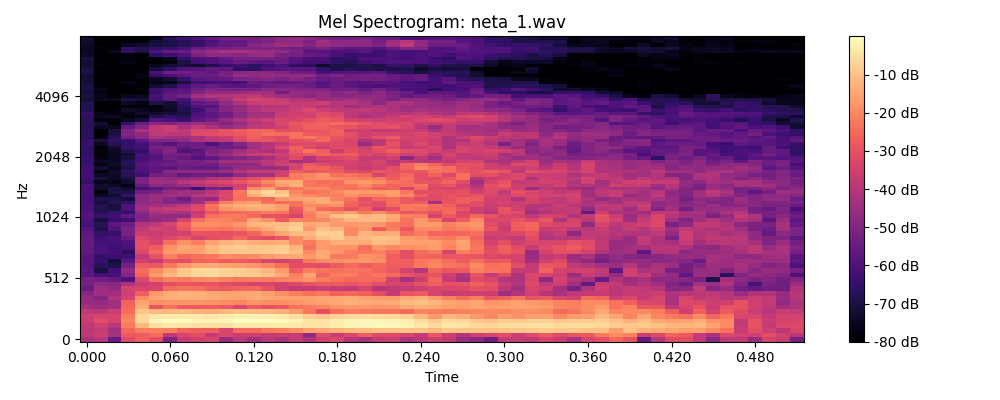 Mel Spectrogram: neta_1.wav
Hz
4096
2048
1024
512
0
0.000 0.060 0.120 0.180 0.240 0.300 0.360 0.420 0.480
Time
-10 dB
-20 dB
-30 dB
-40 dB
-50 dB
-60 dB
-70 dB
-80 dB